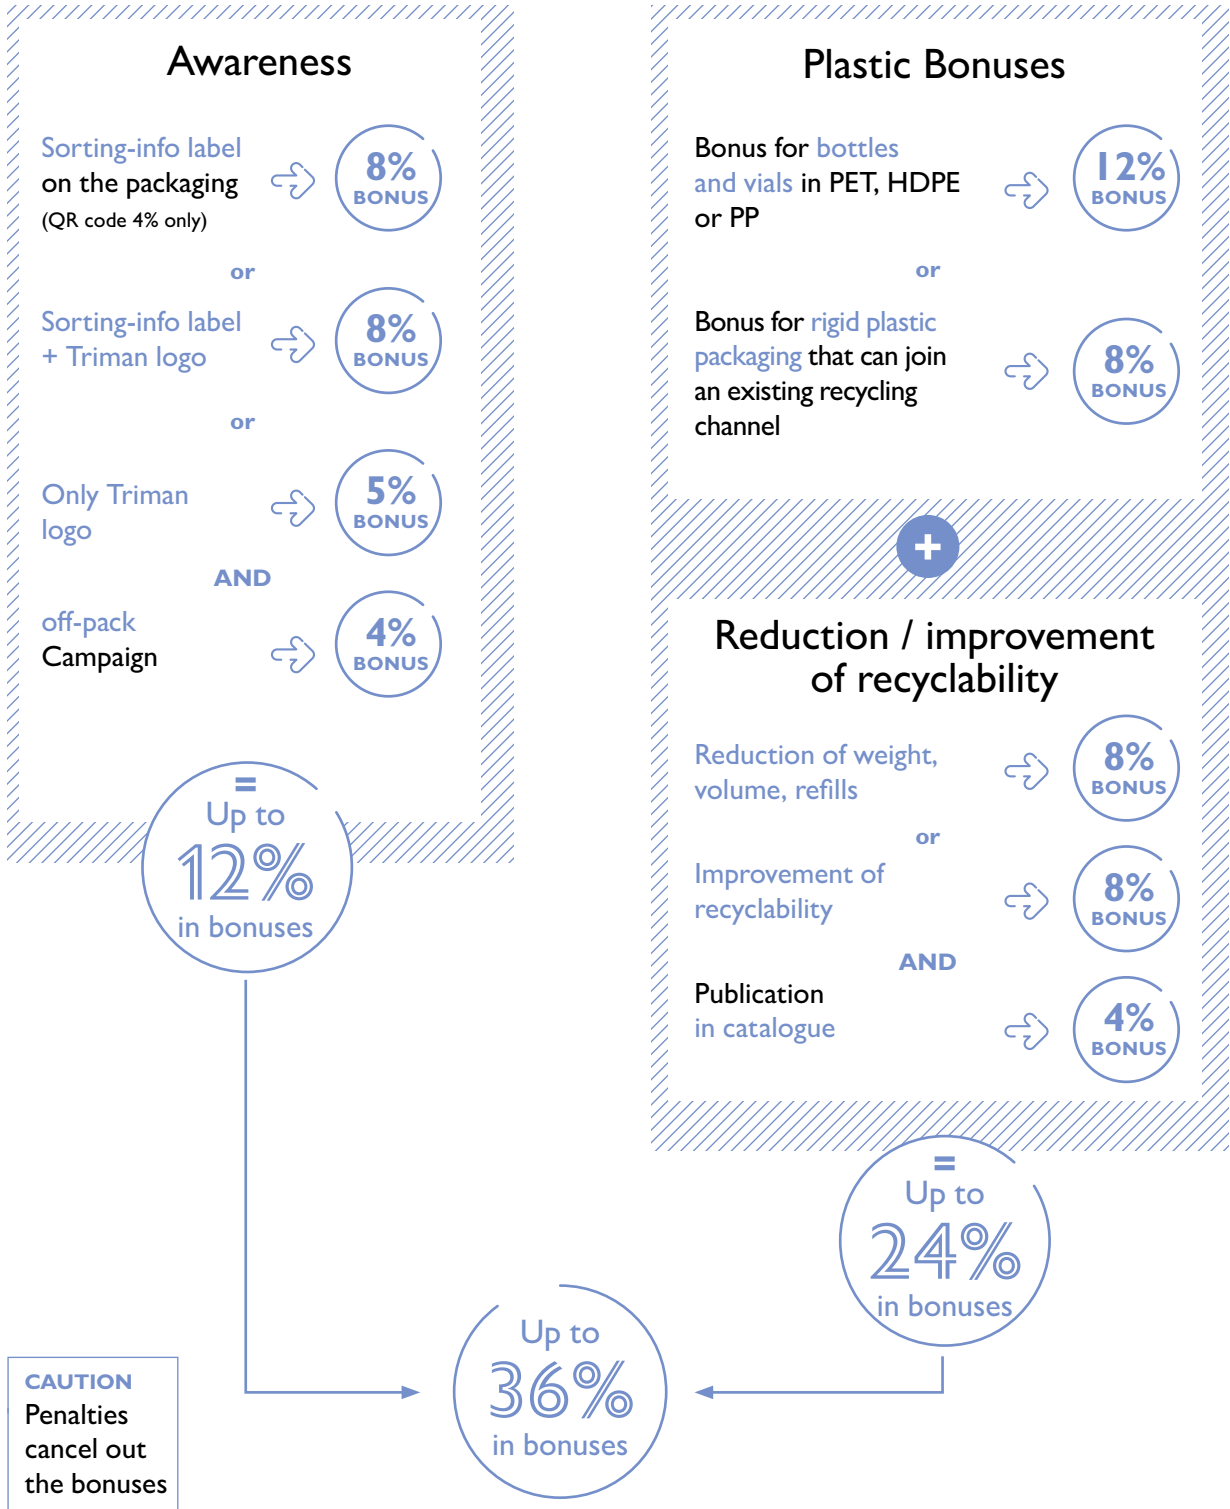 Awareness
Sorting-info label
on the packaging
(QR code 4% only)
8%
BONUS
or
Sorting-info label
+ Triman logo
8%
BONUS
or
Only Triman
logo
5%
BONUS
AND
off-pack
Campaign
4%
BONUS
=
Up to
12%
in bonuses
Plastic Bonuses
Bonus for bottles
and vials in PET, HDPE
or PP
12%
BONUS
or
Bonus for rigid plastic
packaging that can join
an existing recycling
channel
8%
BONUS
+
Reduction / improvement
of recyclability
Reduction of weight,
volume, refills
8%
BONUS
or
Improvement of
recyclability
8%
BONUS
AND
Publication
in catalogue
4%
BONUS
=
Up to
24%
in bonuses
Up to
36%
in bonuses
CAUTION
Penalties
cancel out
the bonuses